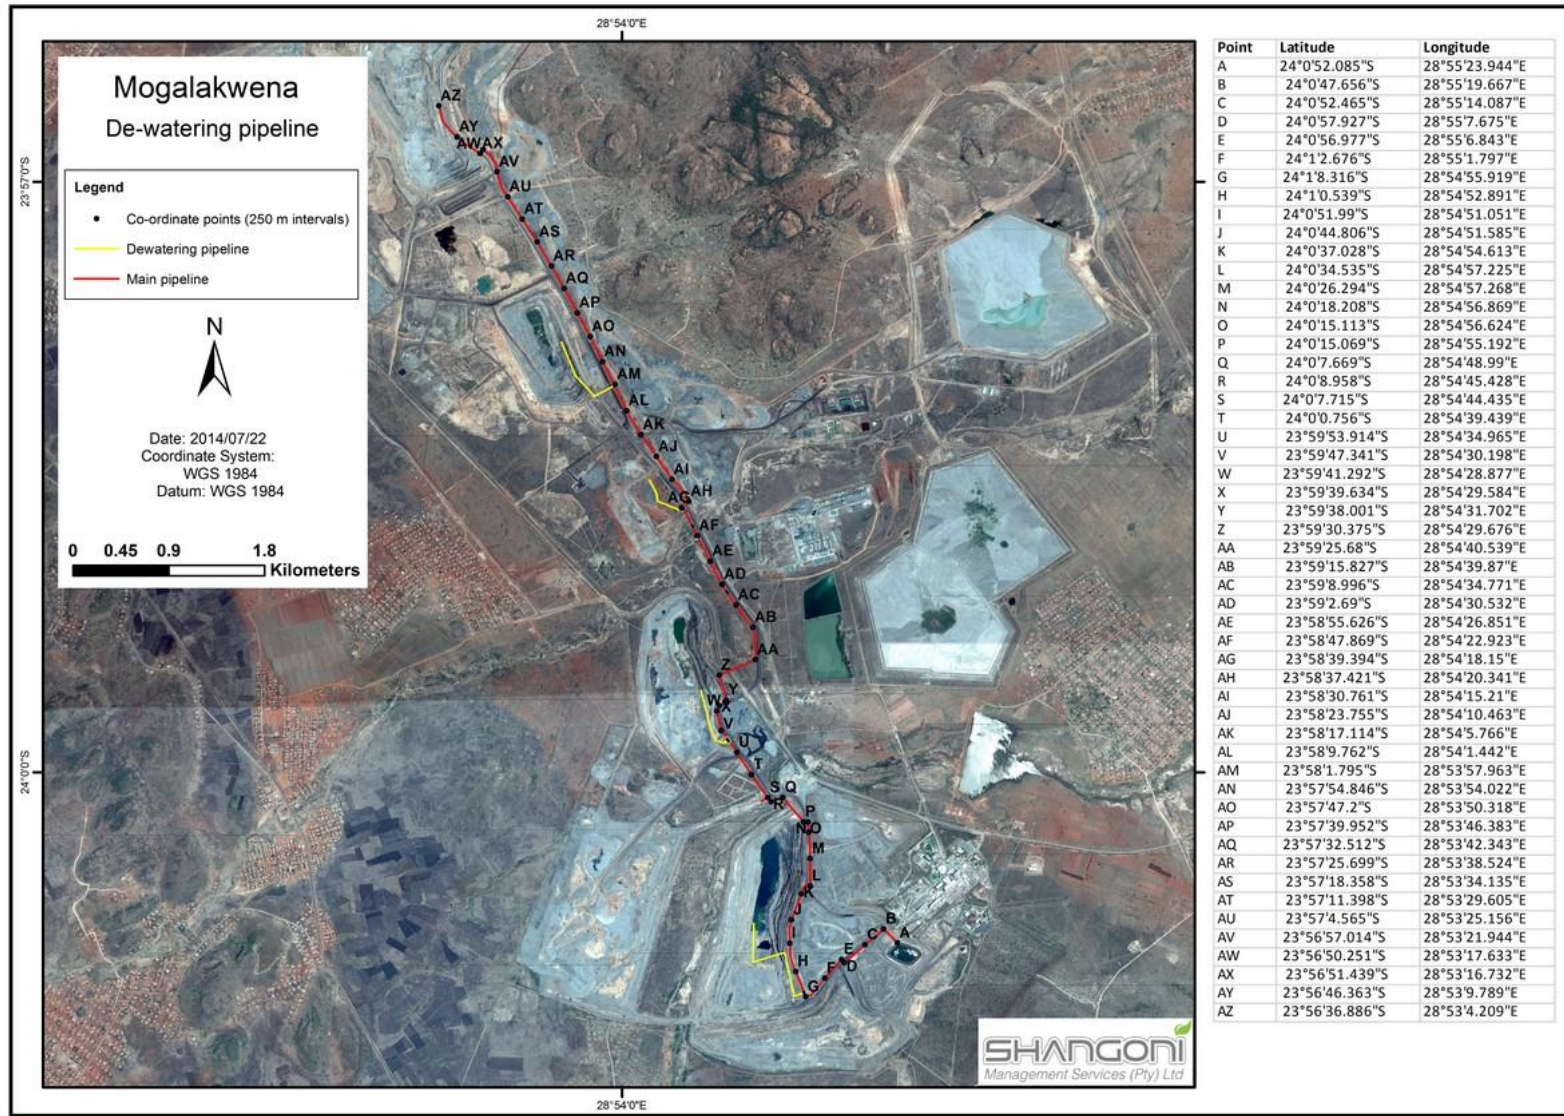 28°54'0"E
Mogalakwena
De-watering pipeline
Legend
Co-ordinate points (250 m intervals)
Dewatering pipeline
Main pipeline
N
Date: 2014/07/22
Coordinate System:
WGS 1984
Datum: WGS 1984
0 0.45 0.9 1.8
Kilometers
23°57'0"S
24°0'0"S
AZ
AY
AWAX
AV
AU
AT
AS
AR
AQ
AP
AO
AN
AM
AL
AK
AJ
AI
AH
AG
AF
AE
AD
AC
AB
AA
Z
Y
W
X
V
U
T
S Q
R
P
NO
M
L
K
J
I
H
B
A
C
E
D
F
G
SHANGONI
Management Services (Pty) Ltd
28°54'0"E
Point Latitude Longitude
A 24°0'52.085"S 28°55'23.944"E
B 24°0'47.656"S 28°55'19.667"E
C 24°0'52.465"S 28°55'14.087"E
D 24°0'57.927"S 28°55'7.675"E
E 24°0'56.977"S 28°55'6.843"E
F 24°1'2.676"S 28°55'1.797"E
G 24°1'8.316"S 28°54'55.919"E
H 24°1'0.539"S 28°54'52.891"E
I 24°0'51.99"S 28°54'51.051"E
J 24°0'44.806"S 28°54'51.585"E
K 24°0'37.028"S 28°54'54.613"E
L 24°0'34.535"S 28°54'57.225"E
M 24°0'26.294"S 28°54'57.268"E
N 24°0'18.208"S 28°54'56.869"E
O 24°0'15.113"S 28°54'56.624"E
P 24°0'15.069"S 28°54'55.192"E
Q 24°0'7.669"S 28°54'48.99"E
R 24°0'8.958"S 28°54'45.428"E
S 24°0'7.715"S 28°54'44.435"E
T 24°0'0.756"S 28°54'39.439"E
U 23°59'53.914"S 28°54'34.965"E
V 23°59'47.341"S 28°54'30.198"E
W 23°59'41.292"S 28°54'28.877"E
X 23°59'39.634"S 28°54'29.584"E
Y 23°59'38.001"S 28°54'31.702"E
Z 23°59'30.375"S 28°54'29.676"E
AA 23°59'25.68"S 28°54'40.539"E
AB 23°59'15.827"S 28°54'39.87"E
AC 23°59'8.996"S 28°54'34.771"E
AD 23°59'2.69"S 28°54'30.532"E
AE 23°58'55.626"S 28°54'26.851"E
AF 23°58'47.869"S 28°54'22.923"E
AG 23°58'39.394"S 28°54'18.15"E
AH 23°58'37.421"S 28°54'20.341"E
AI 23°58'30.761"S 28°54'15.21"E
AJ 23°58'23.755"S 28°54'10.463"E
AK 23°58'17.114"S 28°54'5.766"E
AL 23°58'9.762"S 28°54'1.442"E
AM 23°58'1.795"S 28°53'57.963"E
AN 23°57'54.846"S 28°53'54.022"E
AO 23°57'47.2"S 28°53'50.318"E
AP 23°57'39.952"S 28°53'46.383"E
AQ 23°57'32.512"S 28°53'42.343"E
AR 23°57'25.699"S 28°53'38.524"E
AS 23°57'18.358"S 28°53'34.135"E
AT 23°57'11.398"S 28°53'29.605"E
AU 23°57'4.565"S 28°53'25.156"E
AV 23°56'57.014"S 28°53'21.944"E
AW 23°56'50.251"S 28°53'17.633"E
AX 23°56'51.439"S 28°53'16.732"E
AY 23°56'46.363"S 28°53'9.789"E
AZ 23°56'36.886"S 28°53'4.209"E